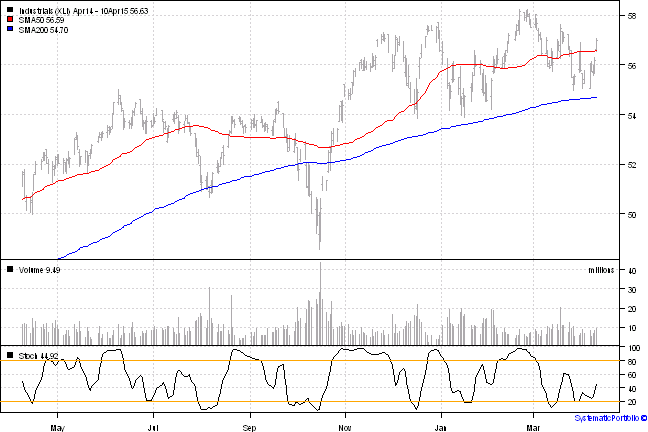 Industrials (XLI) Apr14 - 10Apr15 56.63
SMA50 56.59
SMA200 54.70
58
56
54
52
50
Volume 9.49
millions
40
30
20
10
Stoch 44.92
100
80
60
40
20
May
Jul
Sep
Nov
Jan
Mar
SystematicPortfolio ©